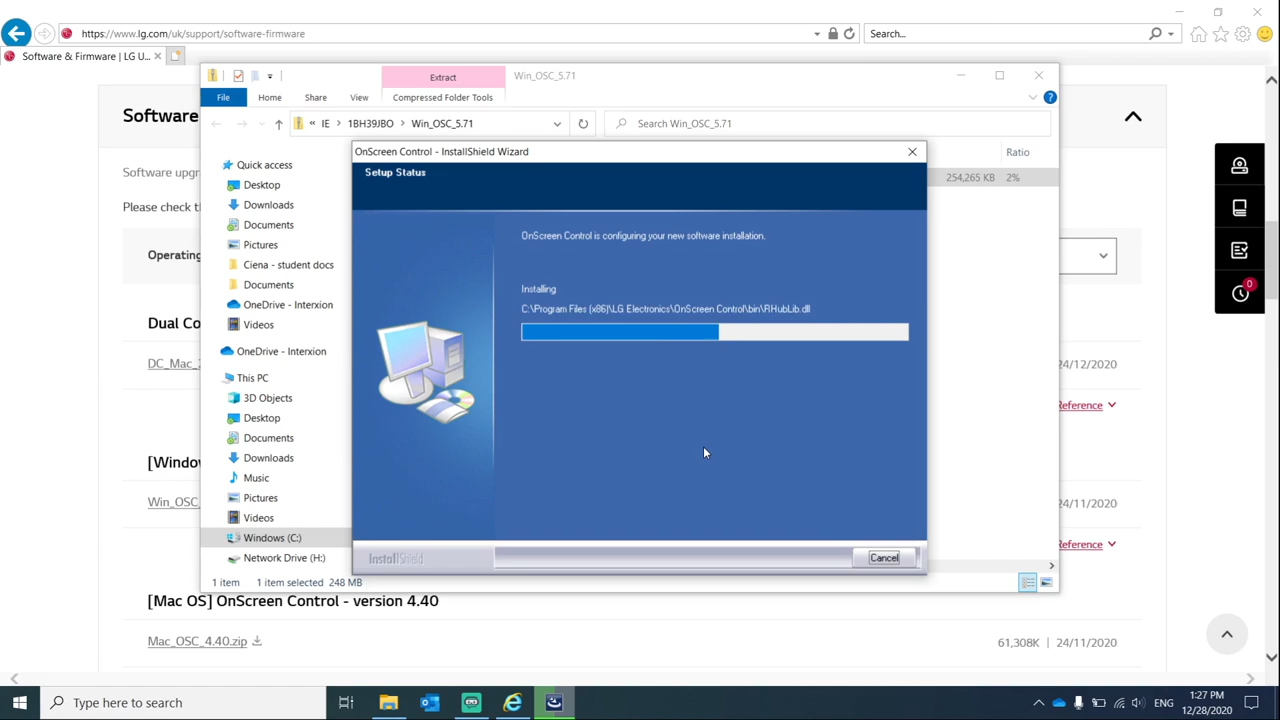 https://www.lg.com/uk/support/software-firmware
Search...
Software & Firmware | LG U...
Extract
Win_OSC_5.71
File
Home
Share
View
Compressed Folder Tools
« IE > 1BH39JBO > Win_OSC_5.71
Search Win_OSC_5.71
Software
Software upg
Please check t
Operating
Dual Co
DC_Mac_
24/12/2020
Reference
[Window
Win_OSC_
24/11/2020
Reference
Quick access
Desktop
Downloads
Documents
Pictures
Ciena - student docs
Documents
OneDrive - Interxion
Videos
OneDrive - Interxion
This PC
3D Objects
Desktop
Documents
Downloads
Music
Pictures
Videos
Windows (C:)
Network Drive (H:)
Ratio
254,265 KB 2%
OnScreen Control - InstallShield Wizard
Setup Status
OnScreen Control is configuring your new software installation.
Installing
C:\Program Files (x86)\LG Electronics\OnScreen Control\bin\RHubLib.dll
InstallShield
Cancel
1 item
1 item selected 248 MB
[Mac OS] OnScreen Control - version 4.40
Mac_OSC_4.40.zip
61,308K | 24/11/2020
0
Type here to search
ENG
1:27 PM
12/28/2020